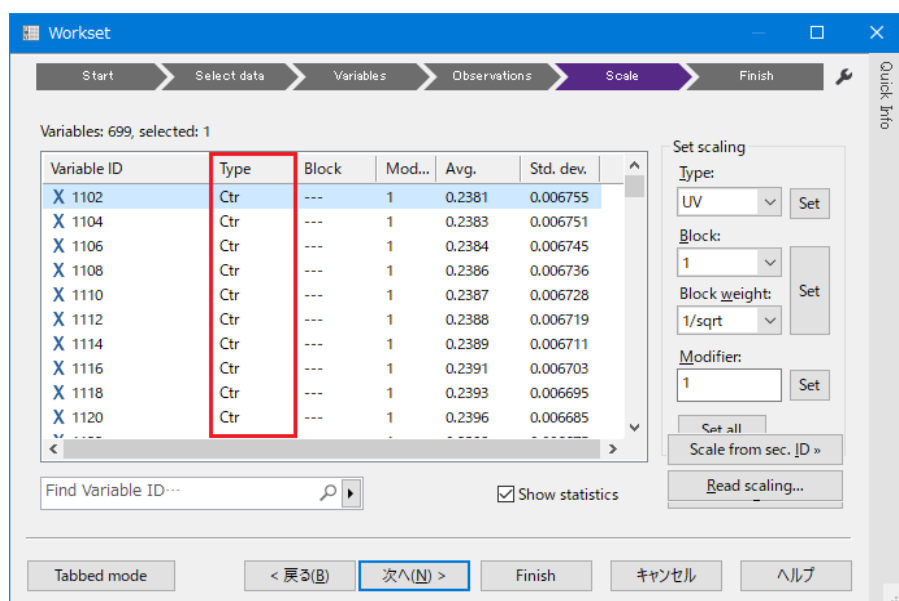 Workset
Start Select data Variables Observations Scale Finish
Quick Info
Variables: 699, selected: 1
Variable ID Type Block Mod... Avg. Std. dev.
X 1102 Ctr --- 1 0.2381 0.006755
X 1104 Ctr --- 1 0.2383 0.006751
X 1106 Ctr --- 1 0.2384 0.006745
X 1108 Ctr --- 1 0.2386 0.006736
X 1110 Ctr --- 1 0.2387 0.006728
X 1112 Ctr --- 1 0.2388 0.006719
X 1114 Ctr --- 1 0.2389 0.006711
X 1116 Ctr --- 1 0.2391 0.006703
X 1118 Ctr --- 1 0.2393 0.006695
X 1120 Ctr --- 1 0.2396 0.006685
Set scaling
Type:
UV Set
Block:
1
Block weight: Set
1/sqrt
Modifier:
1 Set
Set all
Scale from sec. ID »
Read scaling...
Find Variable ID…
Show statistics
Tabbed mode < 戻る(B) 次へ(N) > Finish キャンセル ヘルプ